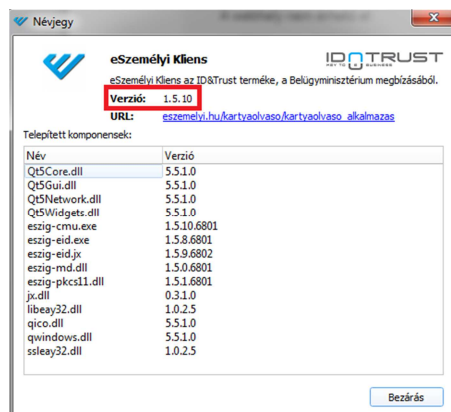 Névjegy
eSzemélyi Kliens
ID&TRUST
KEY TO BUSINESS
eSzemélyi Kliens az ID&Trust terméke, a Belügyminisztérium megbízásából.
Verzió: 1.5.10
URL: eszemelyi.hu/kartyaolvaso/kartyaolvaso_alkalmazas
Telepített komponensek:
Név Verzió
Qt5Core.dll 5.5.1.0
Qt5Gui.dll 5.5.1.0
Qt5Network.dll 5.5.1.0
Qt5Widgets.dll 5.5.1.0
eszig-cmu.exe 1.5.10.6801
eszig-eid.exe 1.5.8.6801
eszig-eid.jx 1.5.9.6802
eszig-md.dll 1.5.0.6801
eszig-pkcs11.dll 1.5.1.6801
jx.dll 0.3.1.0
libeay32.dll 1.0.2.5
qico.dll 5.5.1.0
qwindows.dll 5.5.1.0
ssleay32.dll 1.0.2.5
Bezárás